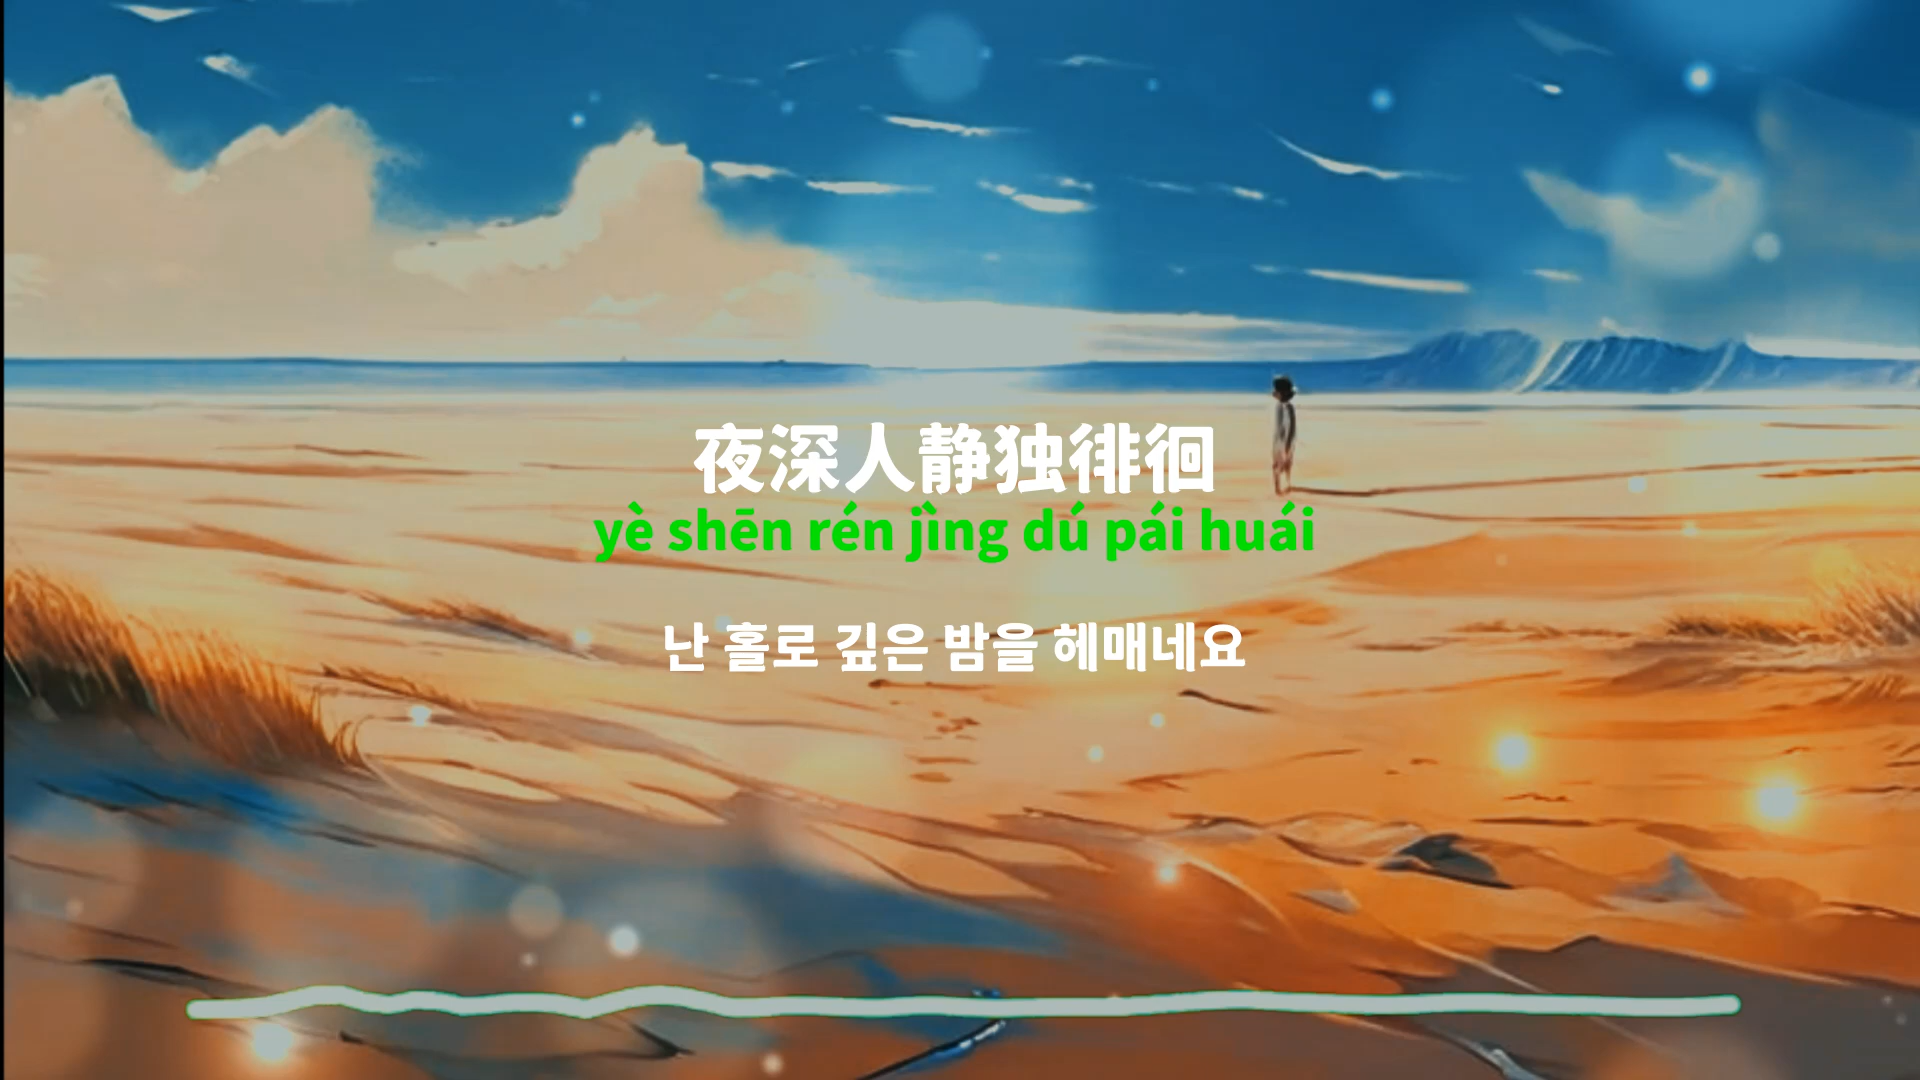 夜深人静独徘徊
yè shēn rén jìng dú pái huái
난 홀로 깊은 밤을 헤매네요